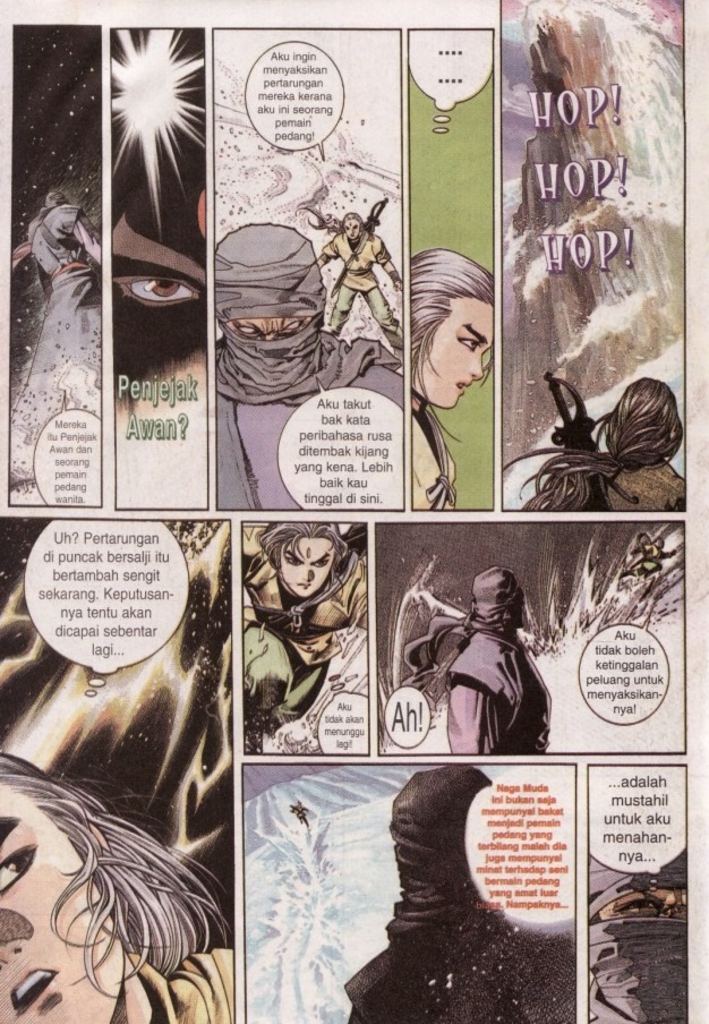 Mereka
itu Penjejak
Awan dan
seorang
pemain
pedang
wanita.
Penjejak
Awan?
Aku ingin
menyaksikan
pertarungan
mereka kerana
aku ini seorang
pemain
pedang!
Aku takut
bak kata
peribahasa rusa
ditembak kijang
yang kena. Lebih
baik kau
tinggal di sini.
....
....
HOP!
HOP!
HOP!
Uh? Pertarungan
di puncak bersalji itu
bertambah sengit
sekarang. Keputusan-
nya tentu akan
dicapai sebentar
lagi...
Aku
tidak akan
menunggu
lagi!
Ah!
Aku
tidak boleh
ketinggalan
peluang untuk
menyaksikan-
nya!
Naga Muda
ini bukan saja
mempunyai bakat
menjadi pemain
pedang yang
terbilang malah dia
juga mempunyai
minat terhadap seni
bermain pedang
yang amat luar
biasa. Nampaknya...
...adalah
mustahil
untuk aku
menahan-
nya...